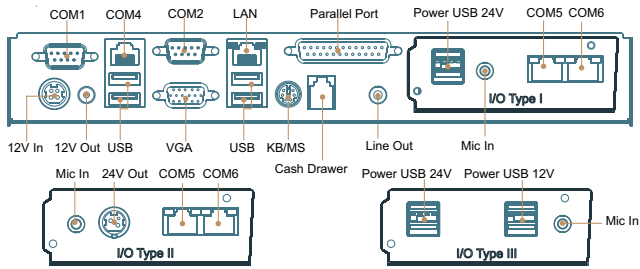 COM1 COM4 COM2 LAN Parallel Port Power USB 24V COM5 COM6
I/O Type I
12V In 12V Out USB VGA USB KB/MS Cash Drawer Line Out Mic In
Mic In 24V Out COM5 COM6
I/O Type II
Power USB 24V Power USB 12V
Mic In
I/O Type III